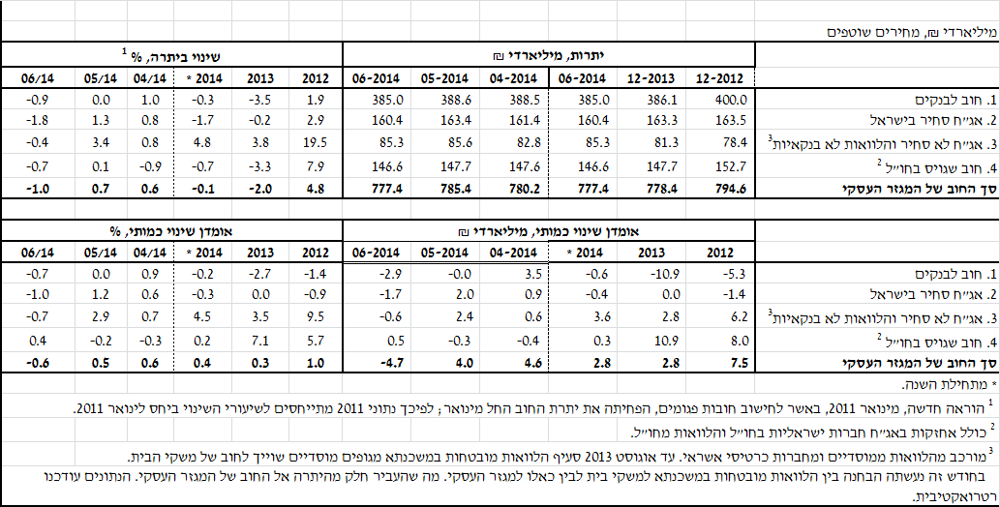 מיליארדי ₪, מחירים שוטפים
יתרות, מיליארדי ₪ שינוי ביתרה, % 1
12-2012 12-2013 06-2014 04-2014 05-2014 06-2014 2012 2013 2014 * 04/14 05/14 06/14
1. חוב לבנקים 400.0 386.1 385.0 388.5 388.6 385.0 1.9 -3.5 -0.3 1.0 0.0 -0.9
2. אג״ח סחיר בישראל 163.5 163.3 160.4 161.4 163.4 160.4 2.9 -0.2 -1.7 0.8 1.3 -1.8
3. אג״ח לא סחיר והלוואות לא בנקאיות3 78.4 81.3 85.3 82.8 85.6 85.3 19.5 3.8 4.8 0.8 3.4 -0.4
4. חוב שגויס בחו״ל 2 152.7 147.7 146.6 147.6 147.7 146.6 7.9 -3.3 -0.7 -0.9 0.1 -0.7
סך החוב של המגזר העסקי 794.6 778.4 777.4 780.2 785.4 777.4 4.8 -2.0 -0.1 0.6 0.7 -1.0
אומדן שינוי כמותי, מיליארדי ₪ אומדן שינוי כמותי, %
2012 2013 2014 * 04-2014 05-2014 06-2014 2012 2013 2014 * 04/14 05/14 06/14
1. חוב לבנקים -5.3 -10.9 -0.6 3.5 -0.0 -2.9 -1.4 -2.7 -0.2 0.9 0.0 -0.7
2. אג״ח סחיר בישראל -1.4 0.0 -0.4 0.9 2.0 -1.7 -0.9 0.0 -0.3 0.6 1.2 -1.0
3. אג״ח לא סחיר והלוואות לא בנקאיות3 6.2 2.8 3.6 0.6 2.4 -0.6 9.5 3.5 4.5 0.7 2.9 -0.7
4. חוב שגויס בחו״ל 2 8.0 10.9 0.3 -0.4 -0.3 0.5 5.7 7.1 0.2 -0.3 -0.2 0.4
סך החוב של המגזר העסקי 7.5 2.8 2.8 4.6 4.0 -4.7 1.0 0.3 0.4 0.6 0.5 -0.6
* מתחילת השנה.
1 הוראה חדשה, מינואר 2011, באשר לחישוב חובות פגומים, הפחיתה את יתרת החוב החל מינואר; לפיכך נתוני 2011 מתייחסים לשיעורי השינוי ביחס לינואר 2011.
2 כולל אחזקות באג״ח חברות ישראליות בחו״ל והלוואות מחו״ל.
3 מורכב מהלוואות ממוסדיים ומחברות כרטיסי אשראי. עד אוגוסט 2013 סעיף הלוואות מובטחות במשכנתא מגופים מוסדיים שוייך לחוב של משקי הבית.
בחודש זה נעשתה הבחנה בין הלוואות מובטחות במשכנתא למשקי בית לבין כאלו למגזר העסקי. מה שהעביר חלק מהיתרה אל החוב של המגזר העסקי. הנתונים עודכנו
רטרואקטיבית.